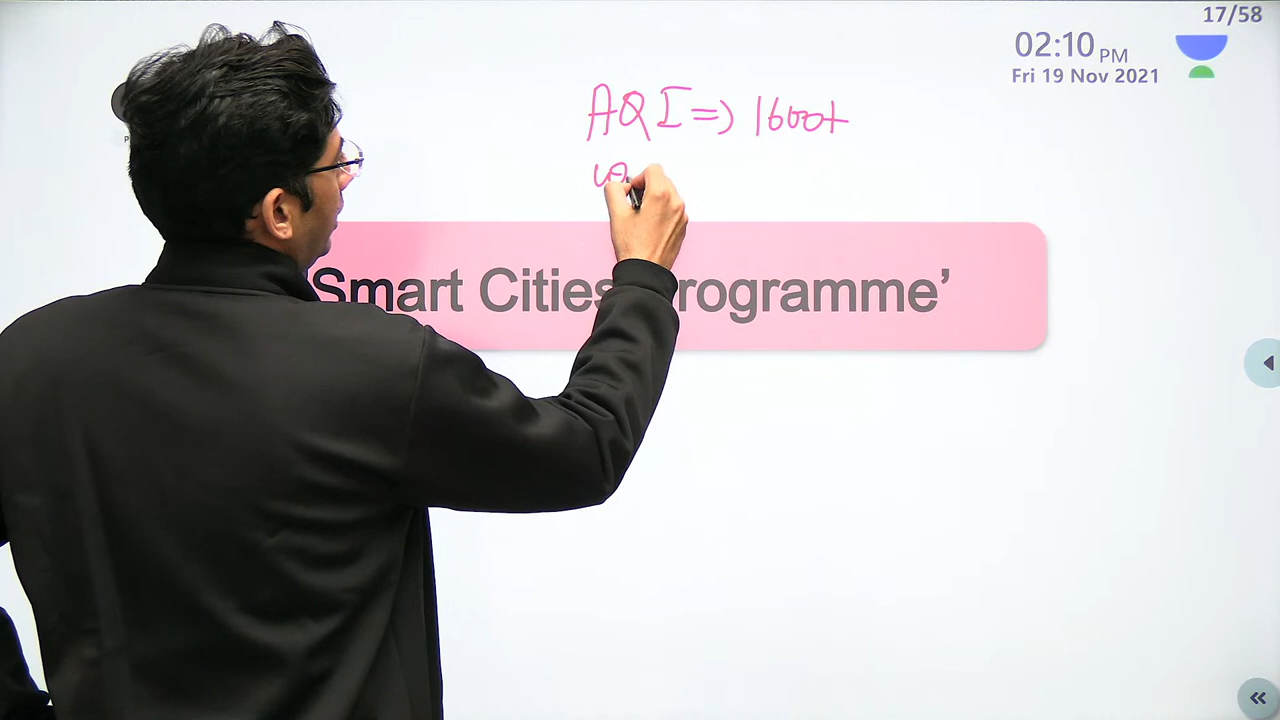 17/58
02:10 PM
Fri 19 Nov 2021
AQI => 1600+
Smart Cities rogramme’